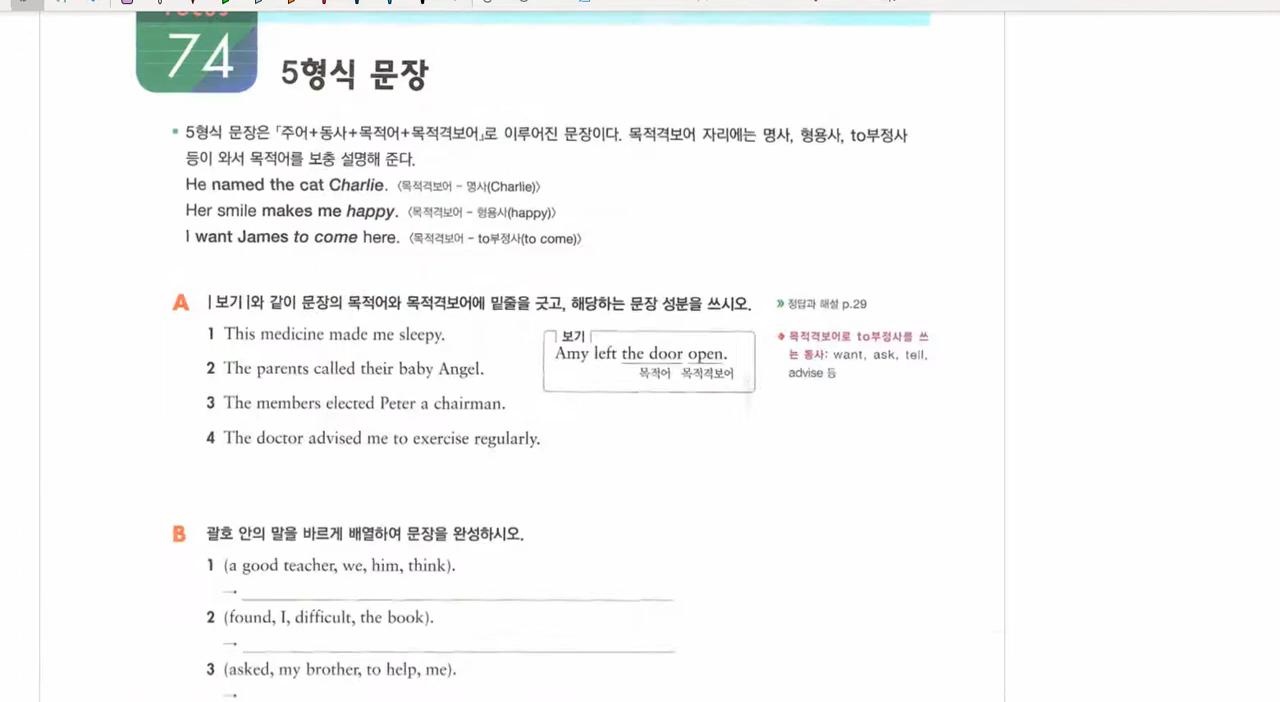 Focus
74
5형식 문장
5형식 문장은 「주어+동사+목적어+목적격보어」로 이루어진 문장이다. 목적격보어 자리에는 명사, 형용사, to부정사
등이 와서 목적어를 보충 설명해 준다.
He named the cat Charlie. 〈목적격보어 – 명사(Charlie)〉
Her smile makes me happy. 〈목적격보어 – 형용사(happy)〉
I want James to come here. 〈목적격보어 – to부정사(to come)〉
A |보기|와 같이 문장의 목적어와 목적격보어에 밑줄을 긋고, 해당하는 문장 성분을 쓰시오.
» 정답과 해설 p.29
1 This medicine made me sleepy.
2 The parents called their baby Angel.
3 The members elected Peter a chairman.
4 The doctor advised me to exercise regularly.
보기
Amy left the door open.
목적어 목적격보어
목적격보어로 to부정사를 쓰
는 동사: want, ask, tell,
advise 등
B 괄호 안의 말을 바르게 배열하여 문장을 완성하시오.
1 (a good teacher, we, him, think).
→
2 (found, I, difficult, the book).
→
3 (asked, my brother, to help, me).
→